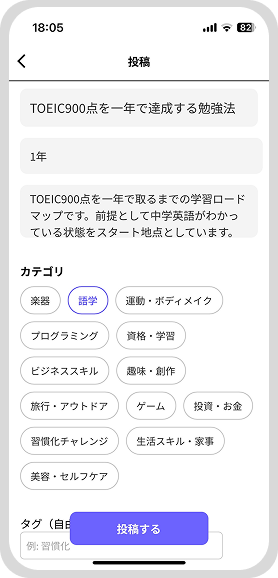 18:05
82
投稿
TOEIC900点を一年で達成する勉強法
1年
TOEIC900点を一年で取るまでの学習ロード
マップです。前提として中学英語がわかっ
ている状態をスタート地点としています。
カテゴリ
楽器 語学 運動・ボディメイク
プログラミング 資格・学習
ビジネススキル 趣味・創作
旅行・アウトドア ゲーム 投資・お金
習慣化チャレンジ 生活スキル・家事
美容・セルフケア
タグ（自由
投稿する
例: 習慣化